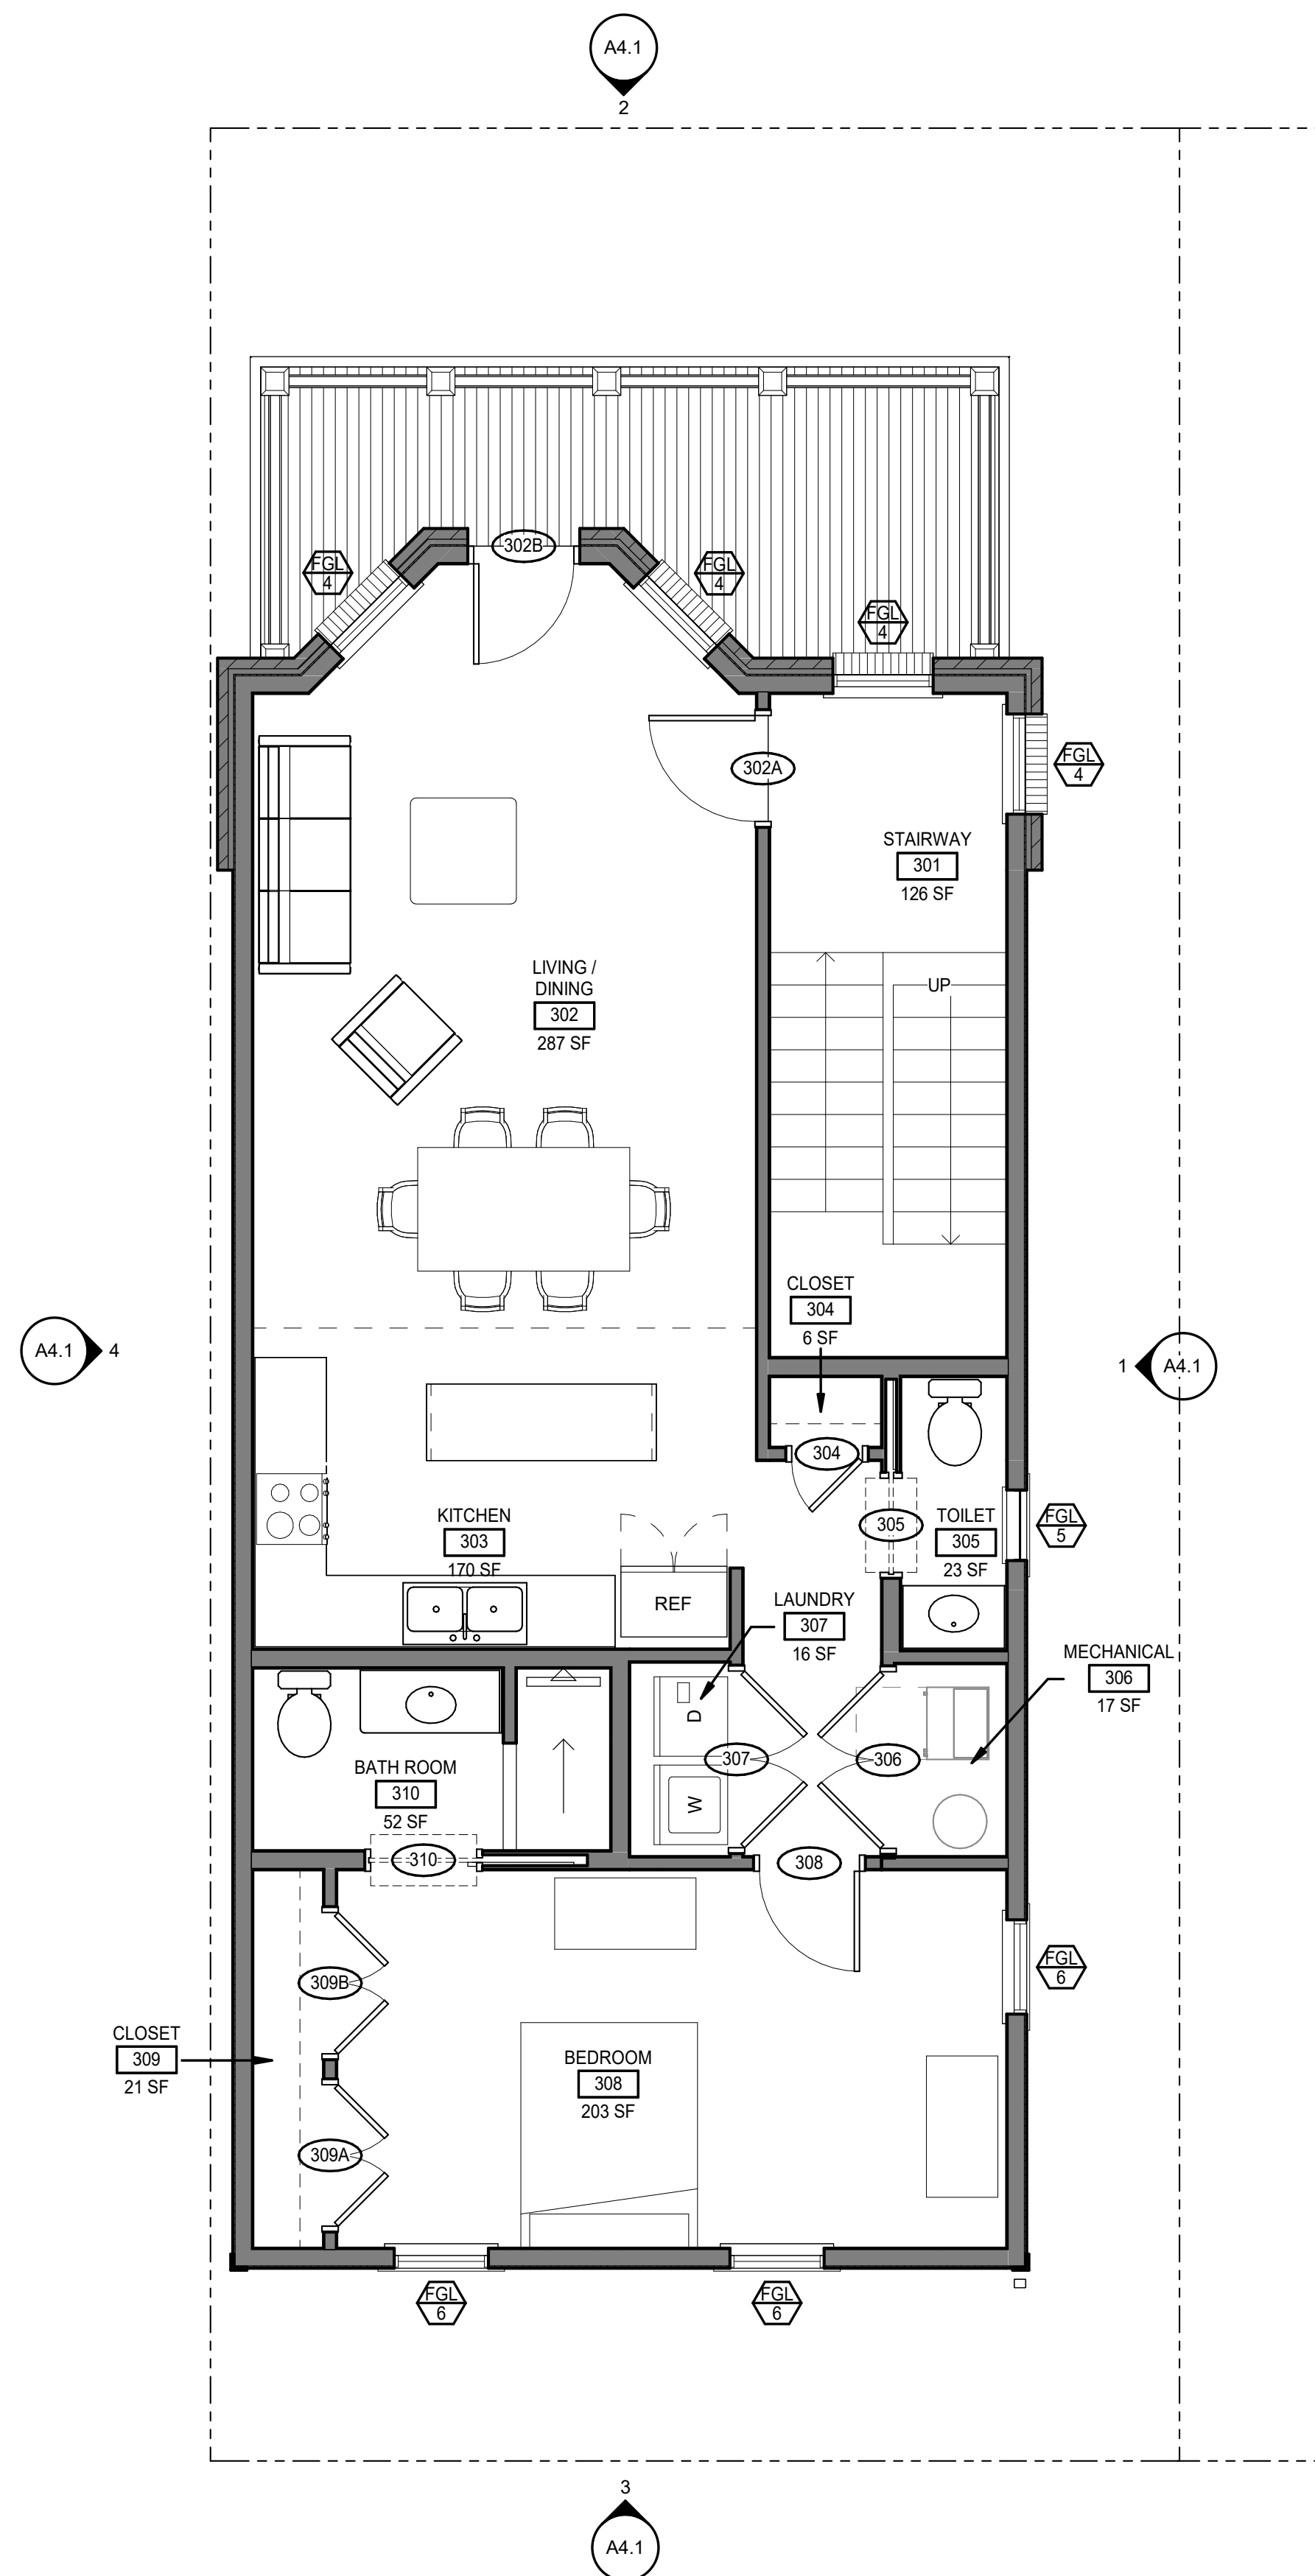 A4.1
2
302B
FGL
4
FGL
4
FGL
4
302A
FGL
4
STAIRWAY
301
126 SF
LIVING /
DINING
302
287 SF
UP
CLOSET
304
6 SF
A4.1
4
1
A4.1
304
KITCHEN
303
170 SF
305
TOILET
305
23 SF
FGL
5
REF
LAUNDRY
307
16 SF
MECHANICAL
306
17 SF
D
307
306
BATH ROOM
310
52 SF
W
310
308
309B
FGL
6
CLOSET
309
21 SF
BEDROOM
308
203 SF
309A
FGL
6
FGL
6
3
A4.1